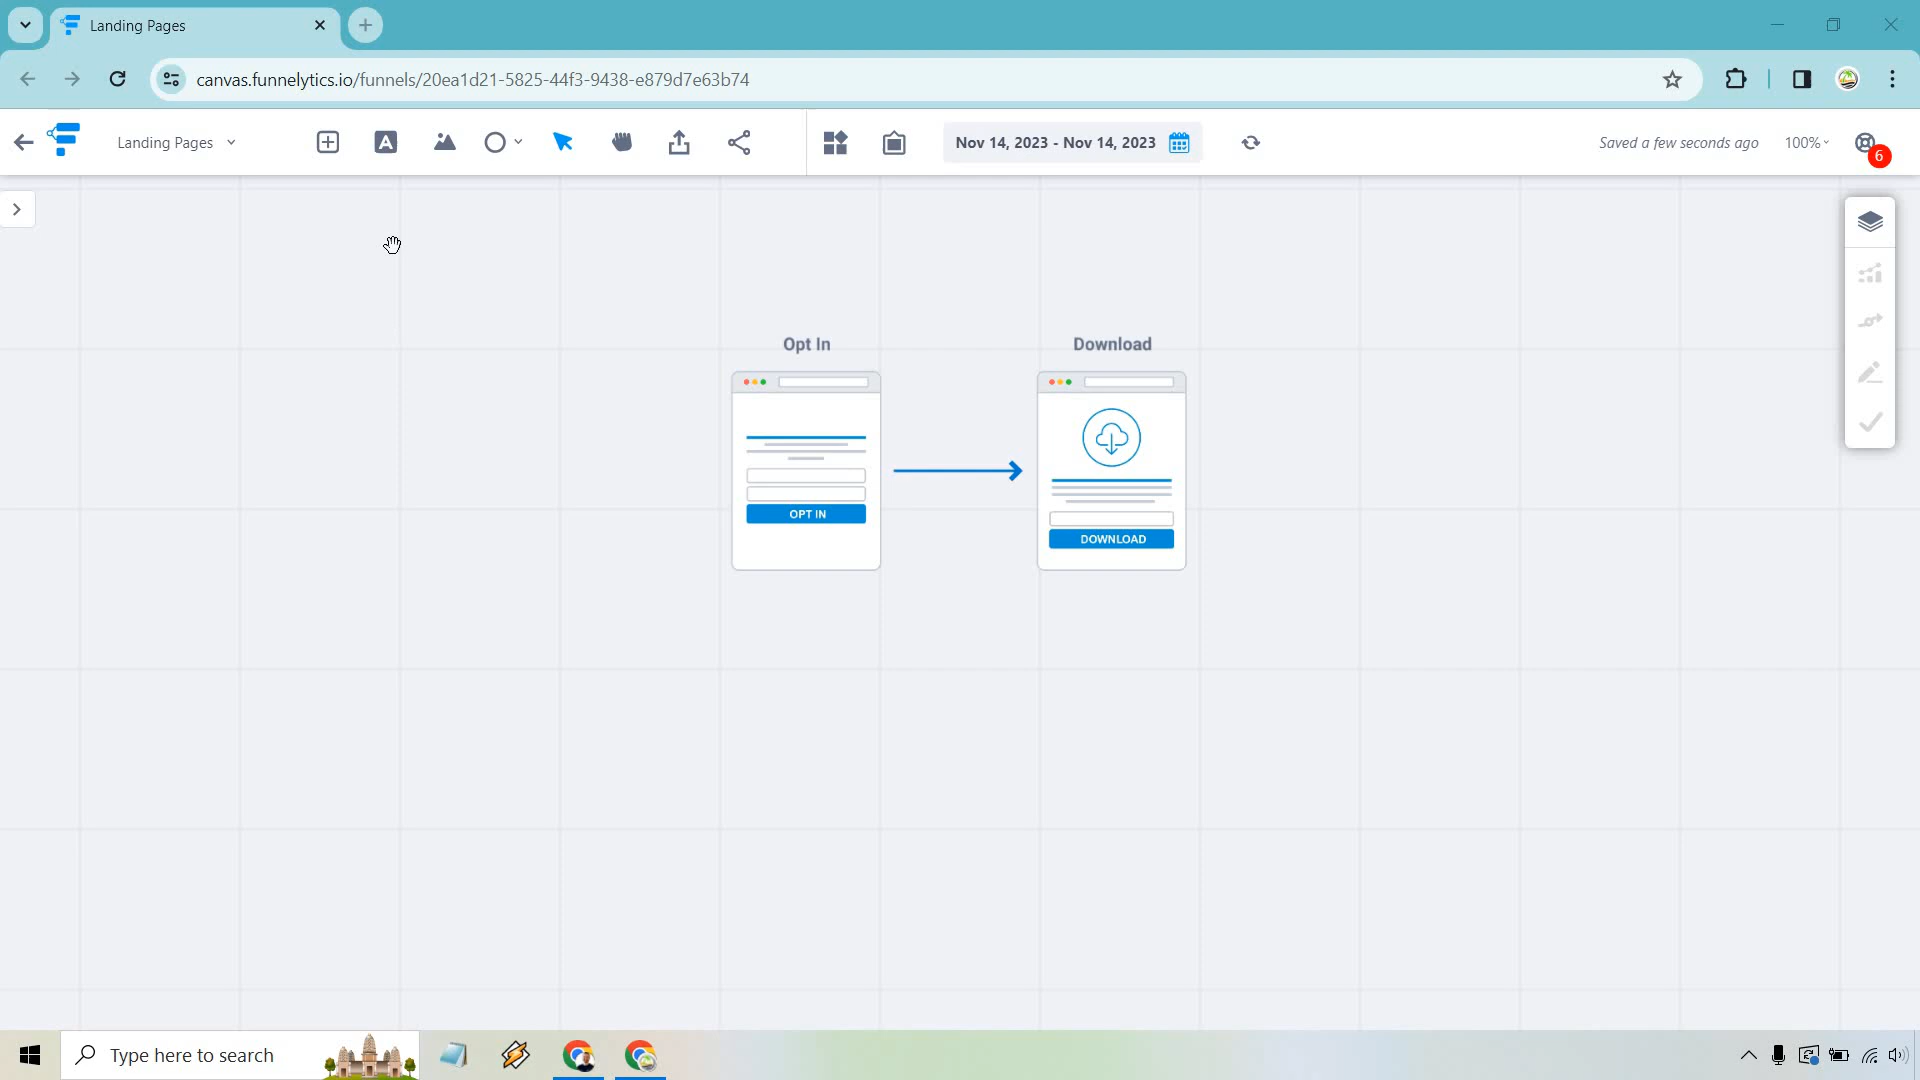 Landing Pages
canvas.funnelytics.io/funnels/20ea1d21-5825-44f3-9438-e879d7e63b74
Landing Pages
A
Nov 14, 2023 - Nov 14, 2023
Saved a few seconds ago
100%
6
Opt In
Download
OPT IN
DOWNLOAD
Type here to search